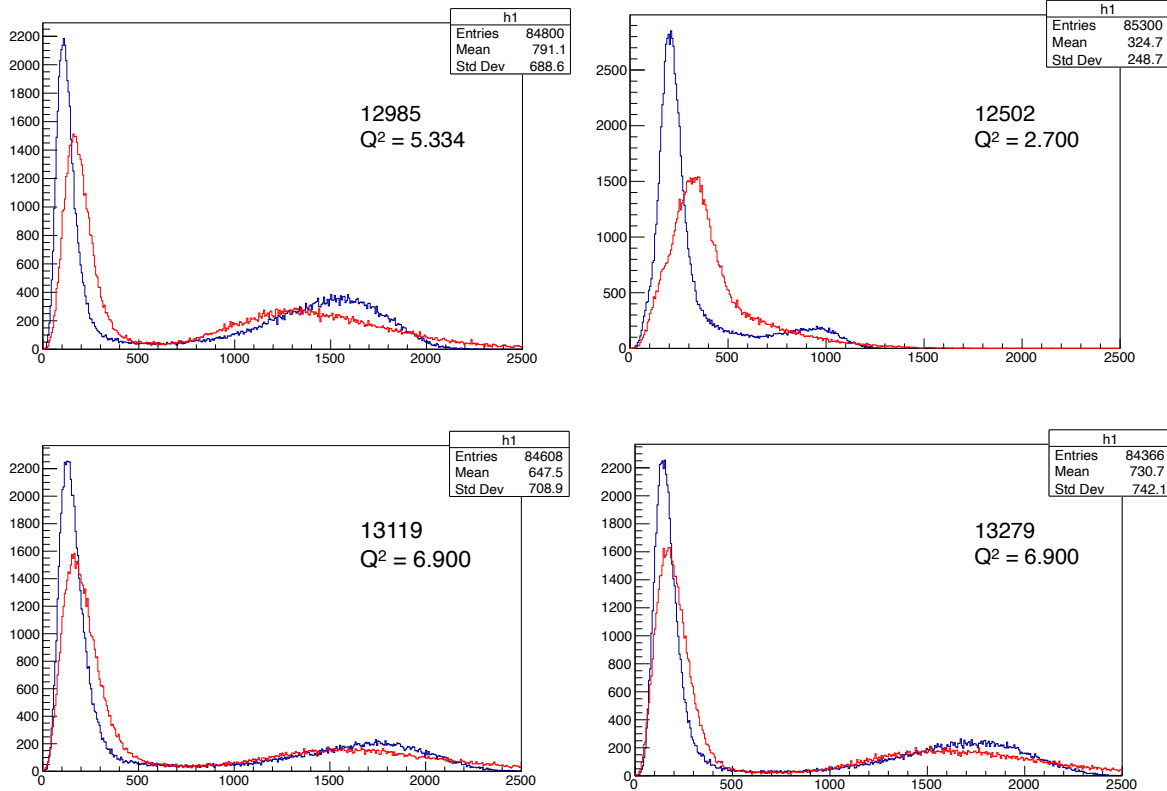 h1
Entries 84800
Mean 791.1
Std Dev 688.6
12985
Q² = 5.334
2200
2000
1800
1600
1400
1200
1000
800
600
400
200
0
0 500 1000 1500 2000 2500
h1
Entries 85300
Mean 324.7
Std Dev 248.7
12502
Q² = 2.700
2500
2000
1500
1000
500
0
0 500 1000 1500 2000 2500
h1
Entries 84608
Mean 647.5
Std Dev 708.9
13119
Q² = 6.900
2200
2000
1800
1600
1400
1200
1000
800
600
400
200
0
0 500 1000 1500 2000 2500
h1
Entries 84366
Mean 730.7
Std Dev 742.1
13279
Q² = 6.900
2200
2000
1800
1600
1400
1200
1000
800
600
400
200
0
0 500 1000 1500 2000 2500